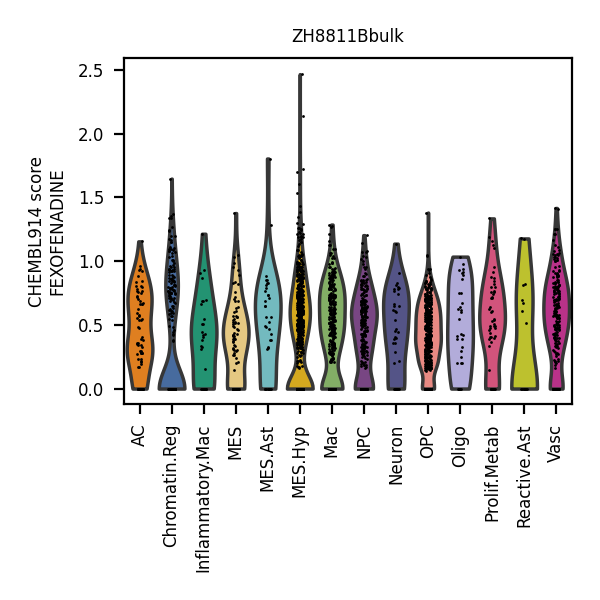 ZH8811Bbulk
CHEMBL914 score
FEXOFENADINE
2.5
2.0
1.5
1.0
0.5
0.0
AC
Chromatin.Reg
Inflammatory.Mac
MES
MES.Ast
MES.Hyp
Mac
NPC
Neuron
OPC
Oligo
Prolif.Metab
Reactive.Ast
Vasc